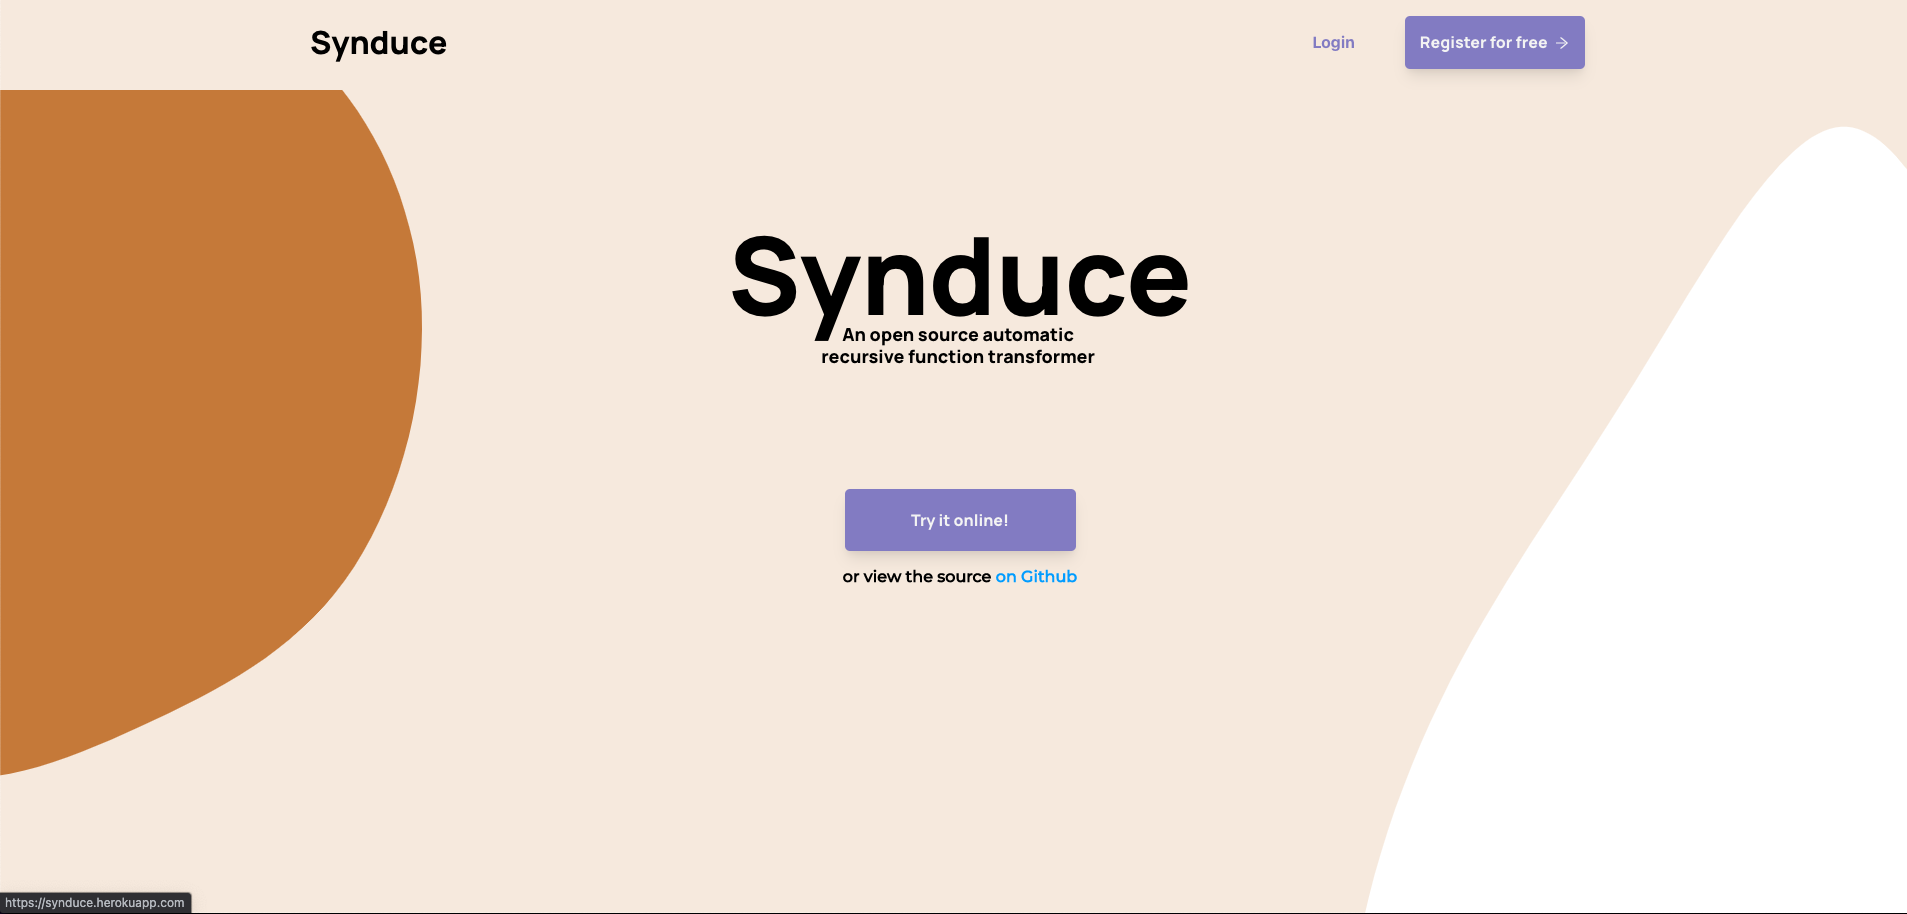 Synduce
Login
Register for free →
Synduce
An open source automatic
recursive function transformer
Try it online!
or view the source on Github
https://synduce.herokuapp.com